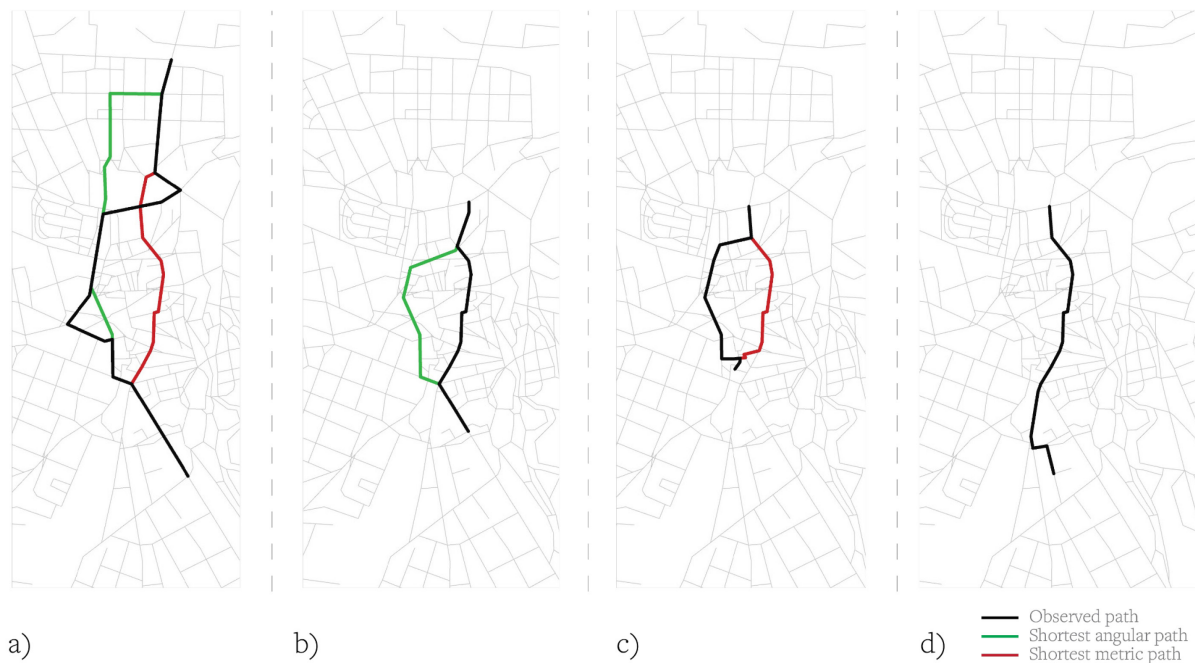 a)
b)
c)
d)
Observed path
Shortest angular path
Shortest metric path